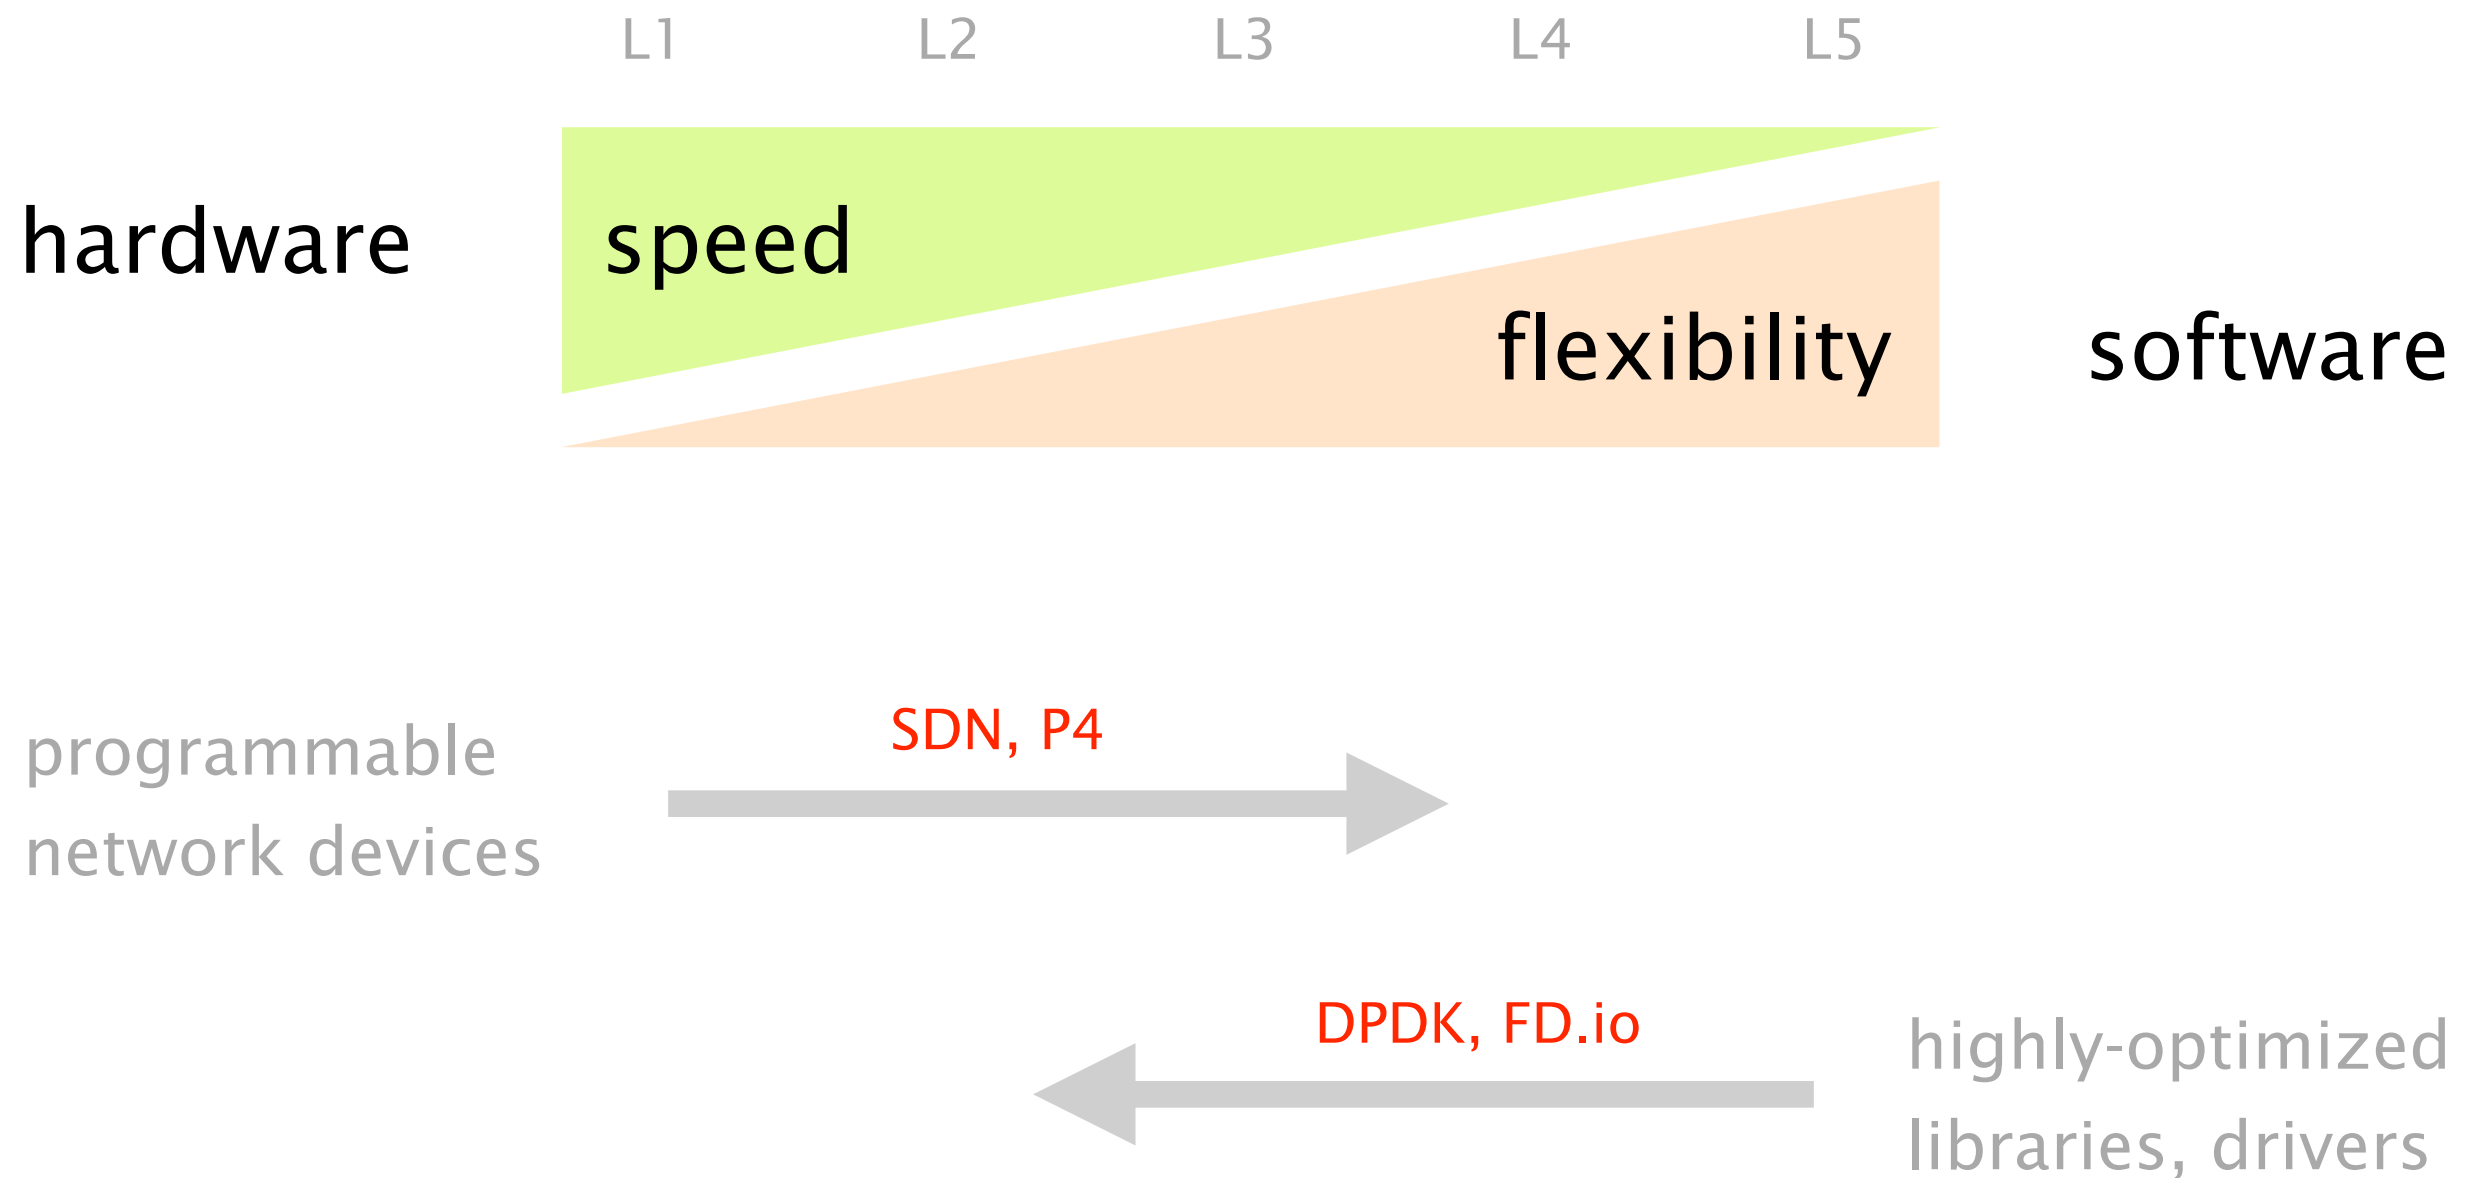 L1 L2 L3 L4 L5
hardware speed
flexibility software
SDN, P4
programmable
network devices
DPDK, FD.io
highly-optimized
libraries, drivers